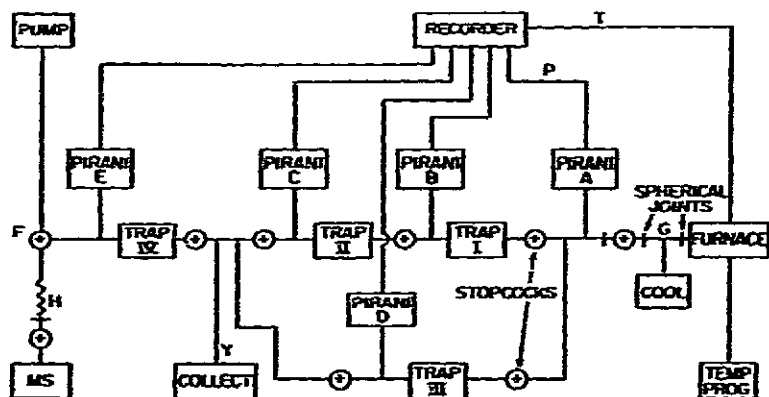 PUMP
RECORDER
T
P
PIRANI
E
PIRANI
C
PIRANI
B
PIRANI
A
SPHERICAL
JOINTS
F
TRAP
IV
TRAP
II
TRAP
I
G
FURNACE
STOPCOCKS
COOL
H
PIRANI
D
Y
MS
COLLECT
TRAP
III
TEMP
PROG